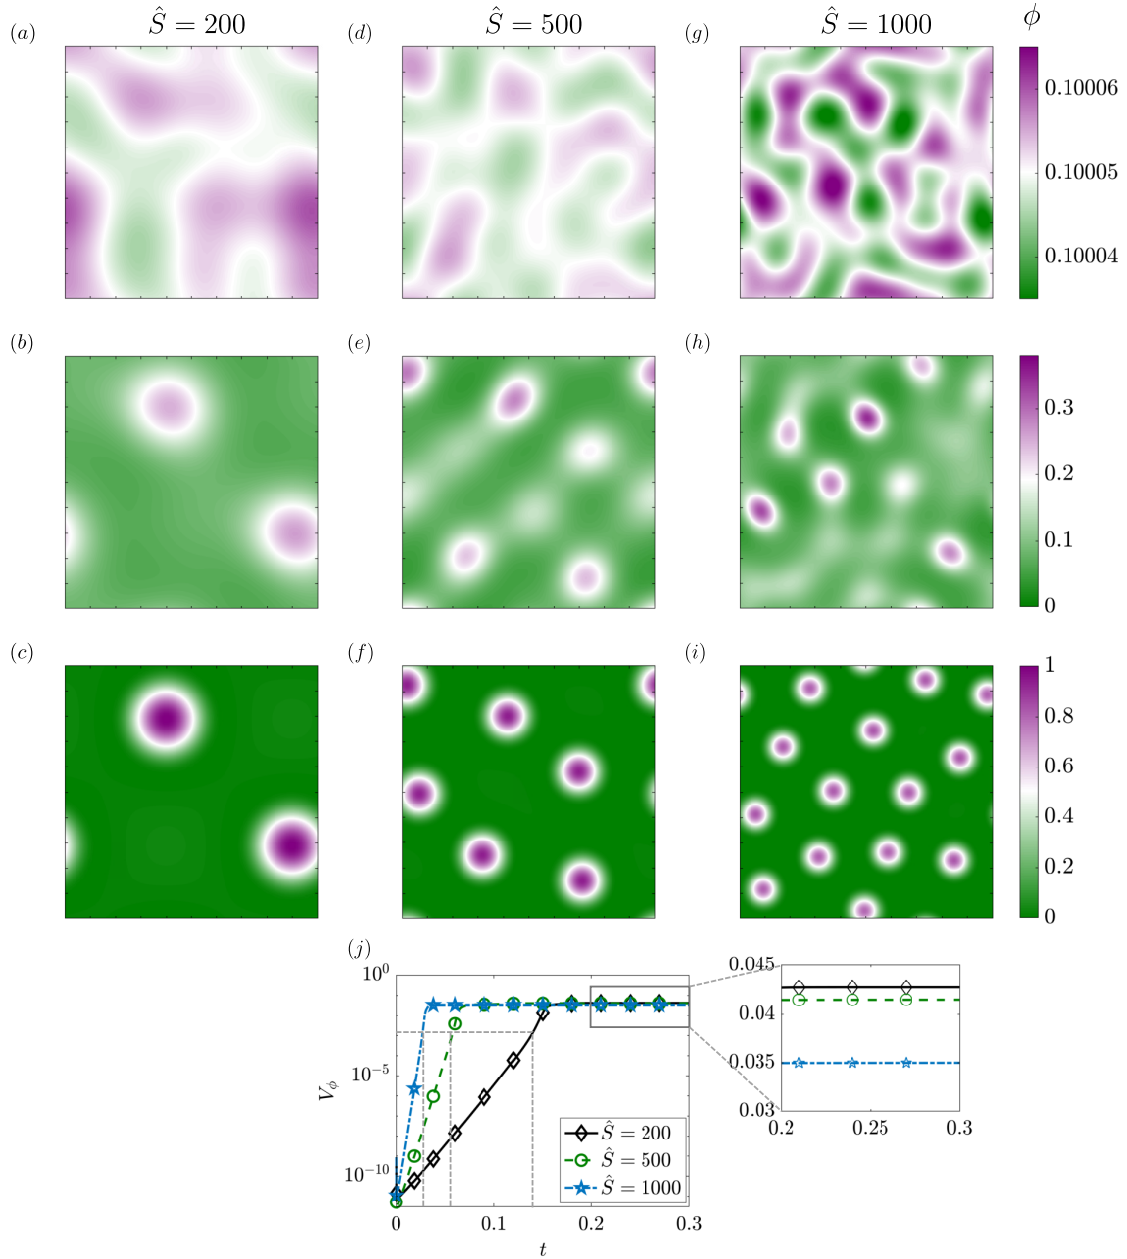 Ŝ = 200 Ŝ = 500 Ŝ = 1000 ϕ
(a) (d) (g)
0.10006
0.10005
0.10004
(b) (e) (h)
0.3
0.2
0.1
0
(c) (f) (i)
1
0.8
0.6
0.4
0.2
0
(j)
10⁰
10⁻⁵
10⁻¹⁰
V_ϕ
0 0.1 0.2 0.3
t
Ŝ = 200
Ŝ = 500
Ŝ = 1000
0.045
0.04
0.035
0.03
0.2 0.25 0.3